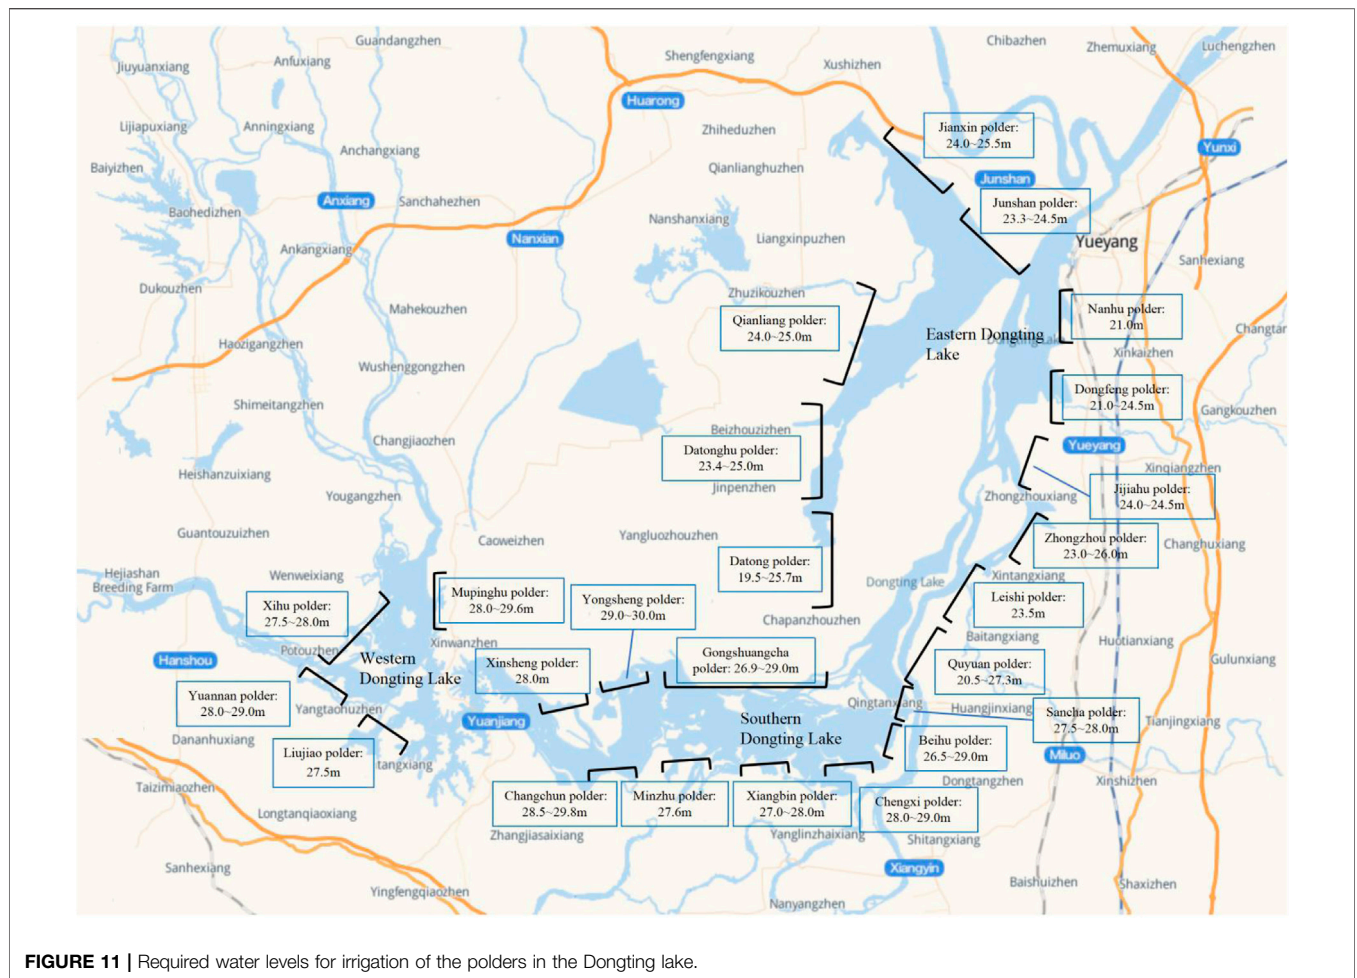 Guandangzhen
Chibazhen
Zhemuxiang
Luchengzhen
Jiuyuanxiang
Anfuxiang
Shengfengxiang
Xushizhen
Huarong
Lijiapuxiang
Anningxiang
Zhiheduzhen
Jianxin polder:
24.0~25.5m
Yunxi
Anchangxiang
Baiyizhen
Qianlianghuzhen
Junshan
Anxiang
Sanchahezhen
Baohedizhen
Nanshanxiang
Junshan polder:
23.3~24.5m
Nanxian
Liangxinpuzhen
Yueyang
Ankangxiang
Sanhexiang
Dukouzhen
Zhuzikouzhen
Mahekouzhen
Qianliang polder:
24.0~25.0m
Nanhu polder:
21.0m
Eastern Dongting
Lake
Dongting Lake
Changtar
Haozigangzhen
Xinkaizhen
Wushenggongzhen
Dongfeng polder:
21.0~24.5m
Shimeitangzhen
Gangkouzhen
Beizhouzizhen
Changjiaozhen
Yueyang
Datonghu polder:
23.4~25.0m
Heishanzuixiang
Xinqiangzhen
Jinpenzhen
Yougangzhen
Zhongzhouxiang
Jijiahu polder:
24.0~24.5m
Guantouzuizhen
Caoweizhen
Yangluozhouzhen
Zhongzhou polder:
23.0~26.0m
Changhuxiang
Hejiashan
Breeding Farm
Wenweixiang
Datong polder:
19.5~25.7m
Dongting Lake
Xintangxiang
Mupinghu polder:
28.0~29.6m
Yongsheng polder:
29.0~30.0m
Leishi polder:
23.5m
Xihu polder:
27.5~28.0m
Chapanzhouzhen
Baitangxiang
Huotianxiang
Xinwanzhen
Potouzhen
Hanshou
Western
Dongting Lake
Xinsheng polder:
28.0m
Gongshuangcha
polder: 26.9~29.0m
Quyuan polder:
20.5~27.3m
Gulunxiang
Yuannan polder:
28.0~29.0m
Yangtaohuzhen
Qingtanxiang
Huangjinxiang
Yuanjiang
Southern
Dongting Lake
Sancha polder:
27.5~28.0m
Tianjingxiang
Dananhuxiang
Beihu polder:
26.5~29.0m
Liujiao polder:
27.5m
tangxiang
Miluo
Taizimiaozhen
Dongtangzhen
Xinshizhen
Changchun polder:
28.5~29.8m
Minzhu polder:
27.6m
Xiangbin polder:
27.0~28.0m
Chengxi polder:
28.0~29.0m
Longtanqiaoxiang
Zhangjiasaixiang
Yanglinzhaixiang
Shitangxiang
Sanhexiang
Xiangyin
Yingfengqiaozhen
Baishuizhen
Shaxizhen
Nanyangzhen
FIGURE 11 | Required water levels for irrigation of the polders in the Dongting lake.